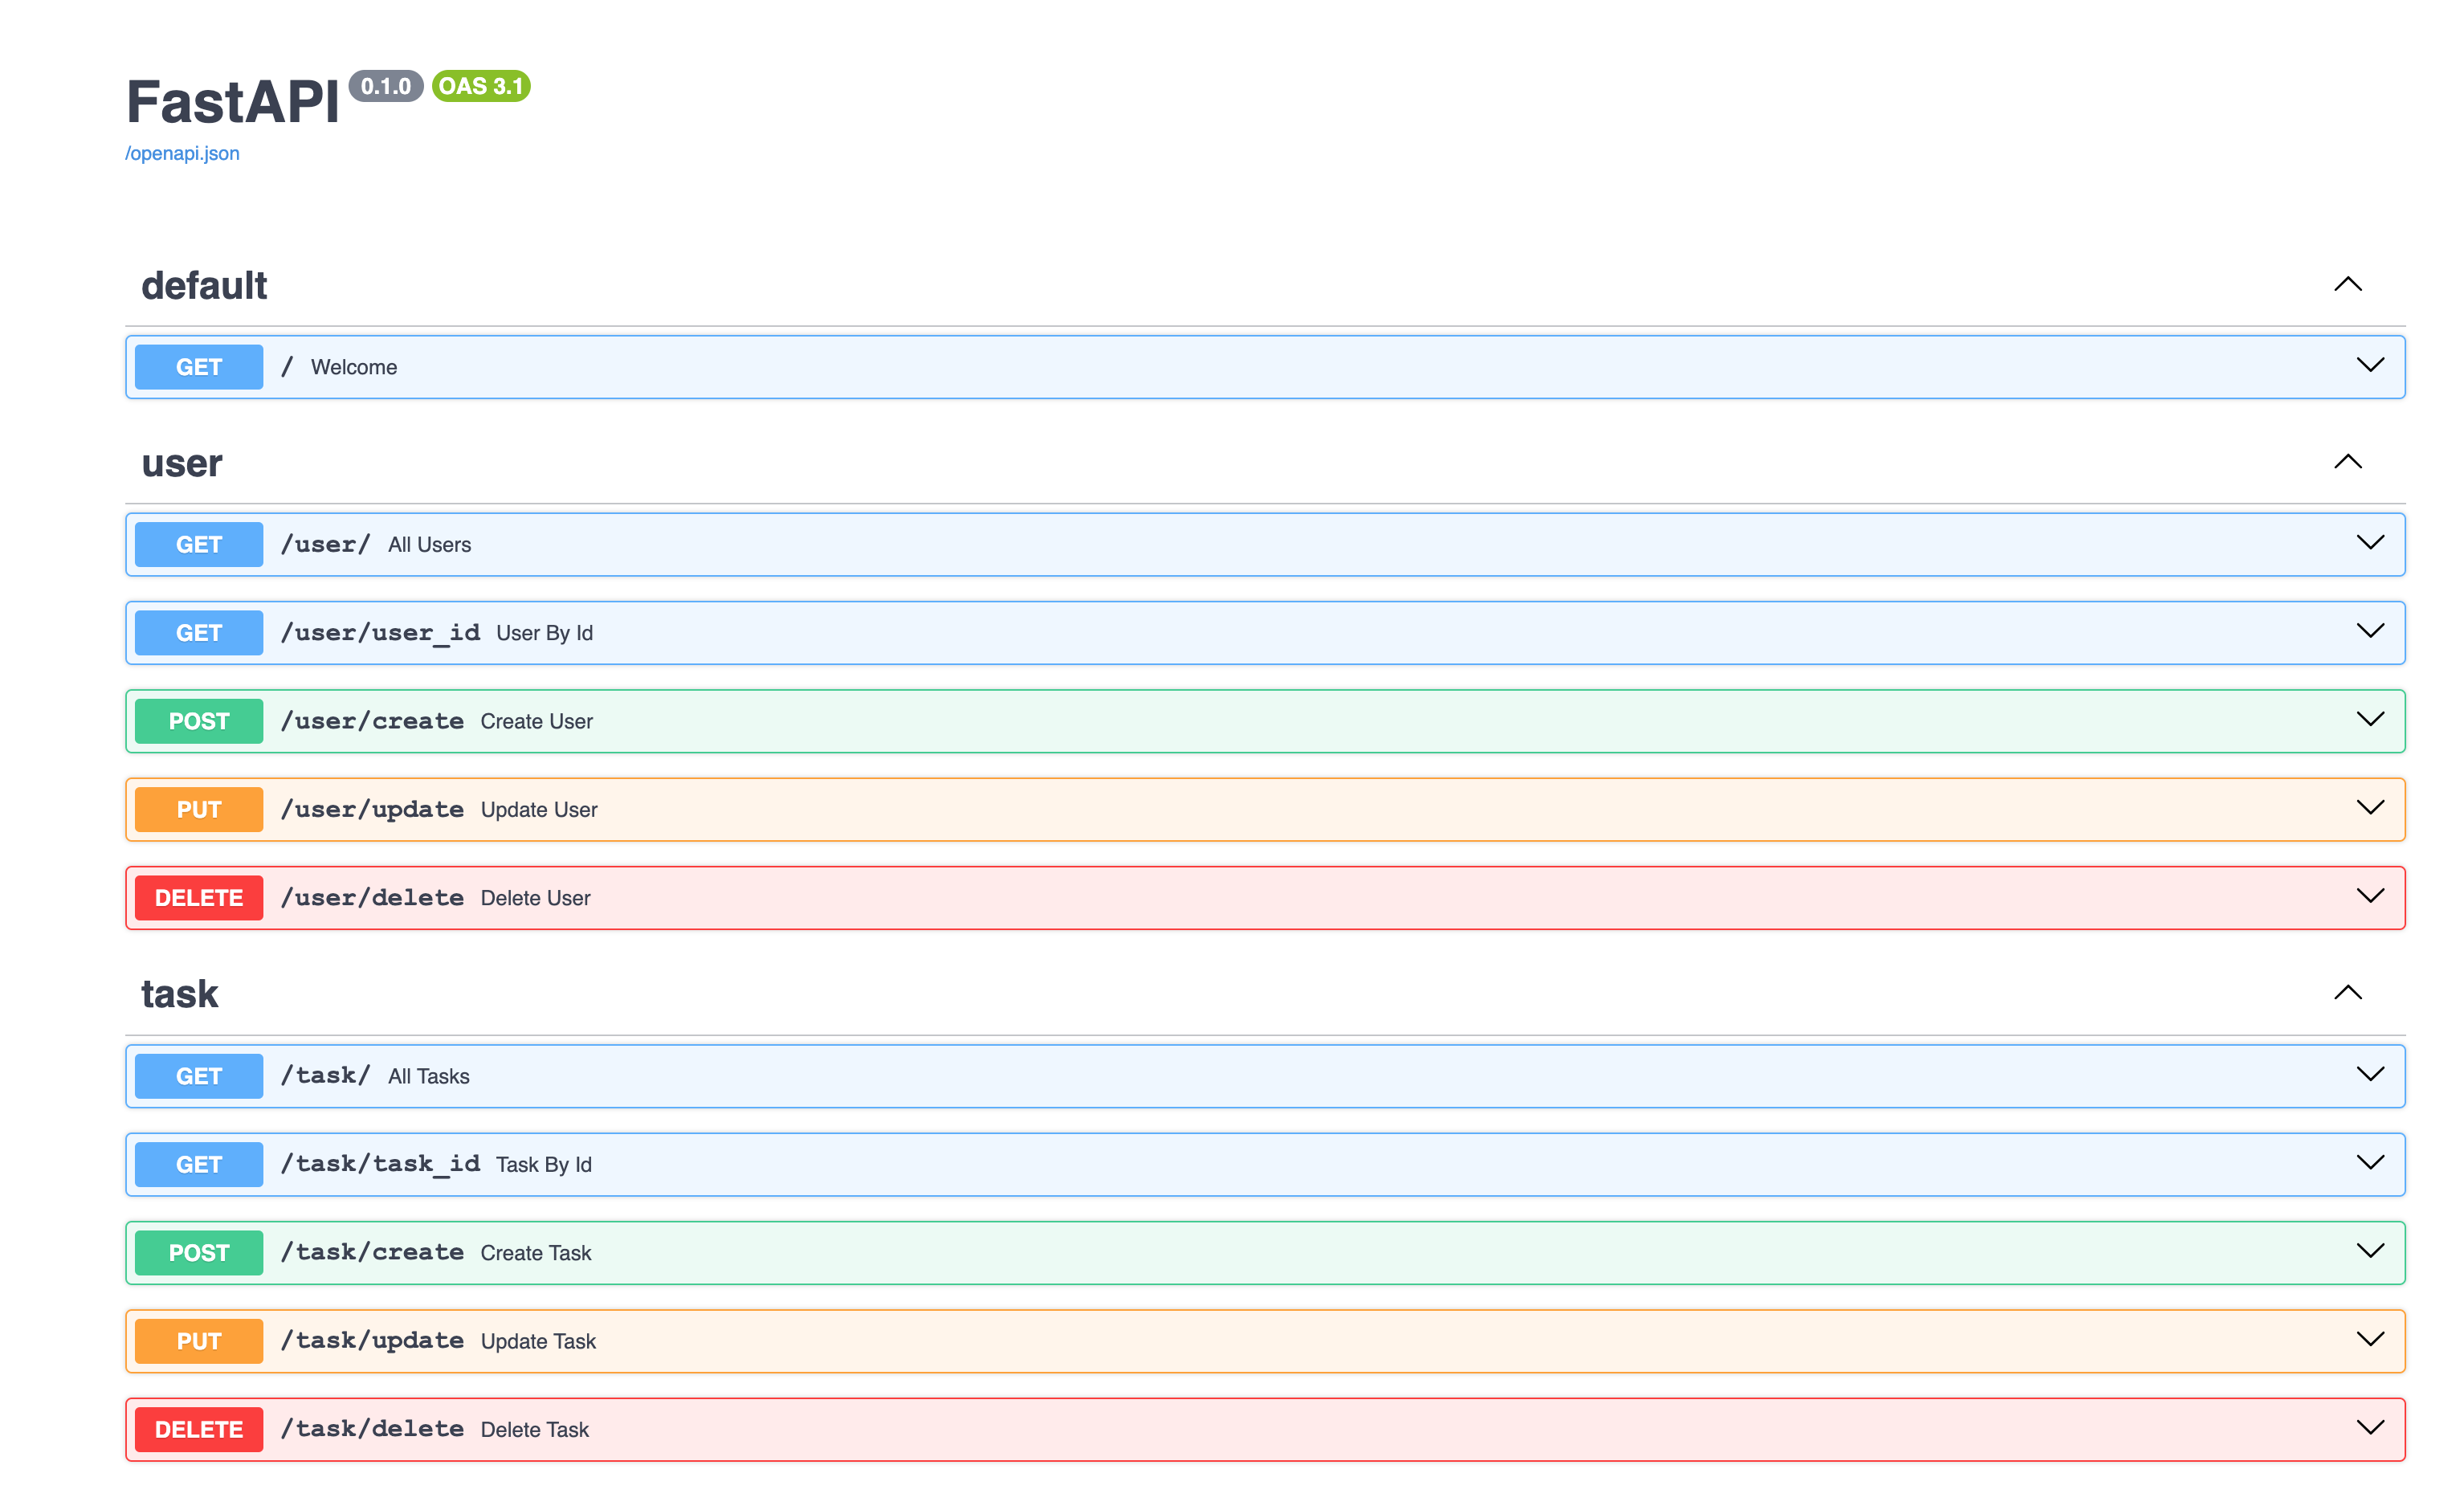 FastAPI 0.1.0 OAS 3.1
/openapi.json
default
GET / Welcome
user
GET /user/ All Users
GET /user/user_id User By Id
POST /user/create Create User
PUT /user/update Update User
DELETE /user/delete Delete User
task
GET /task/ All Tasks
GET /task/task_id Task By Id
POST /task/create Create Task
PUT /task/update Update Task
DELETE /task/delete Delete Task